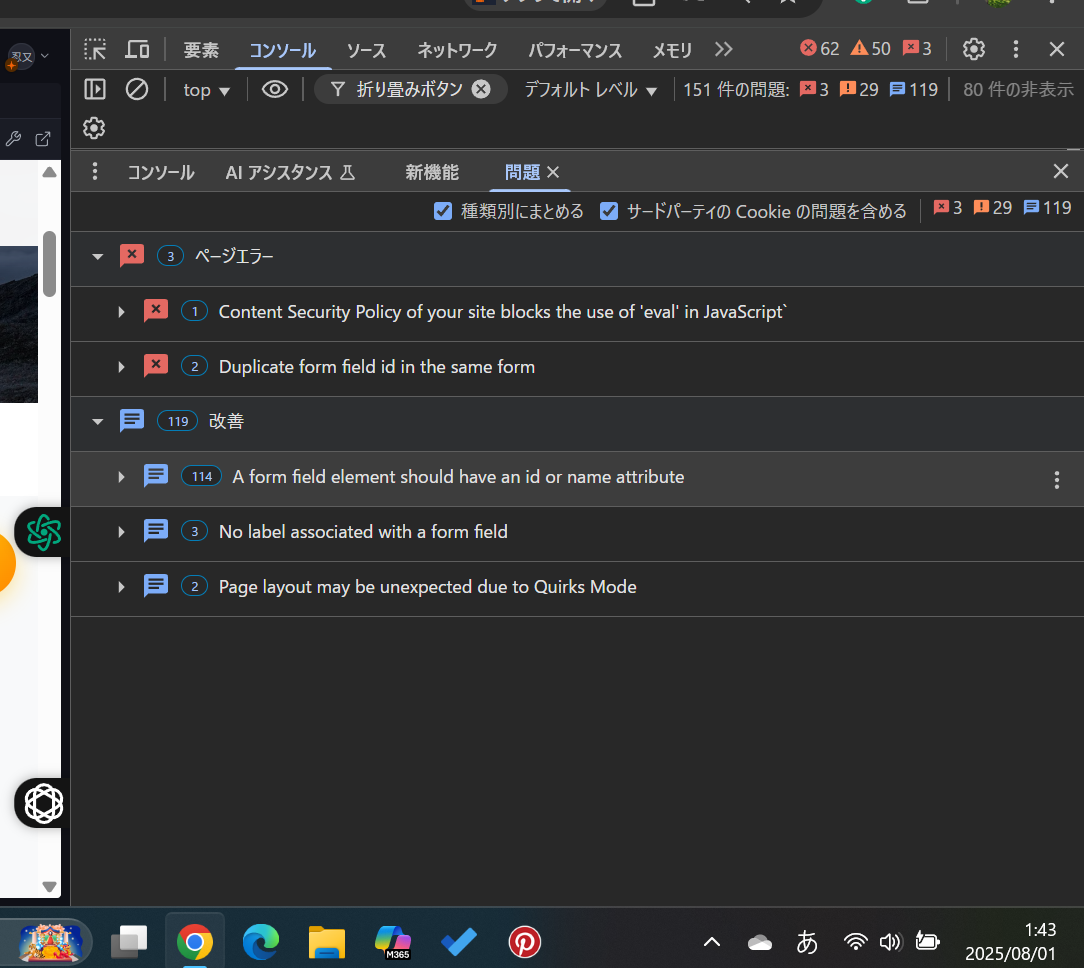 忍又
要素 コンソール ソース ネットワーク パフォーマンス メモリ 62 50 3
top 折り畳みボタン デフォルト レベル 151 件の問題: 3 29 119 80 件の非表示
コンソール AI アシスタンス 新機能 問題
種類別にまとめる サードパーティの Cookie の問題を含める 3 29 119
3 ページエラー
1 Content Security Policy of your site blocks the use of 'eval' in JavaScript`
2 Duplicate form field id in the same form
119 改善
114 A form field element should have an id or name attribute
3 No label associated with a form field
2 Page layout may be unexpected due to Quirks Mode
M365
あ
1:43
2025/08/01